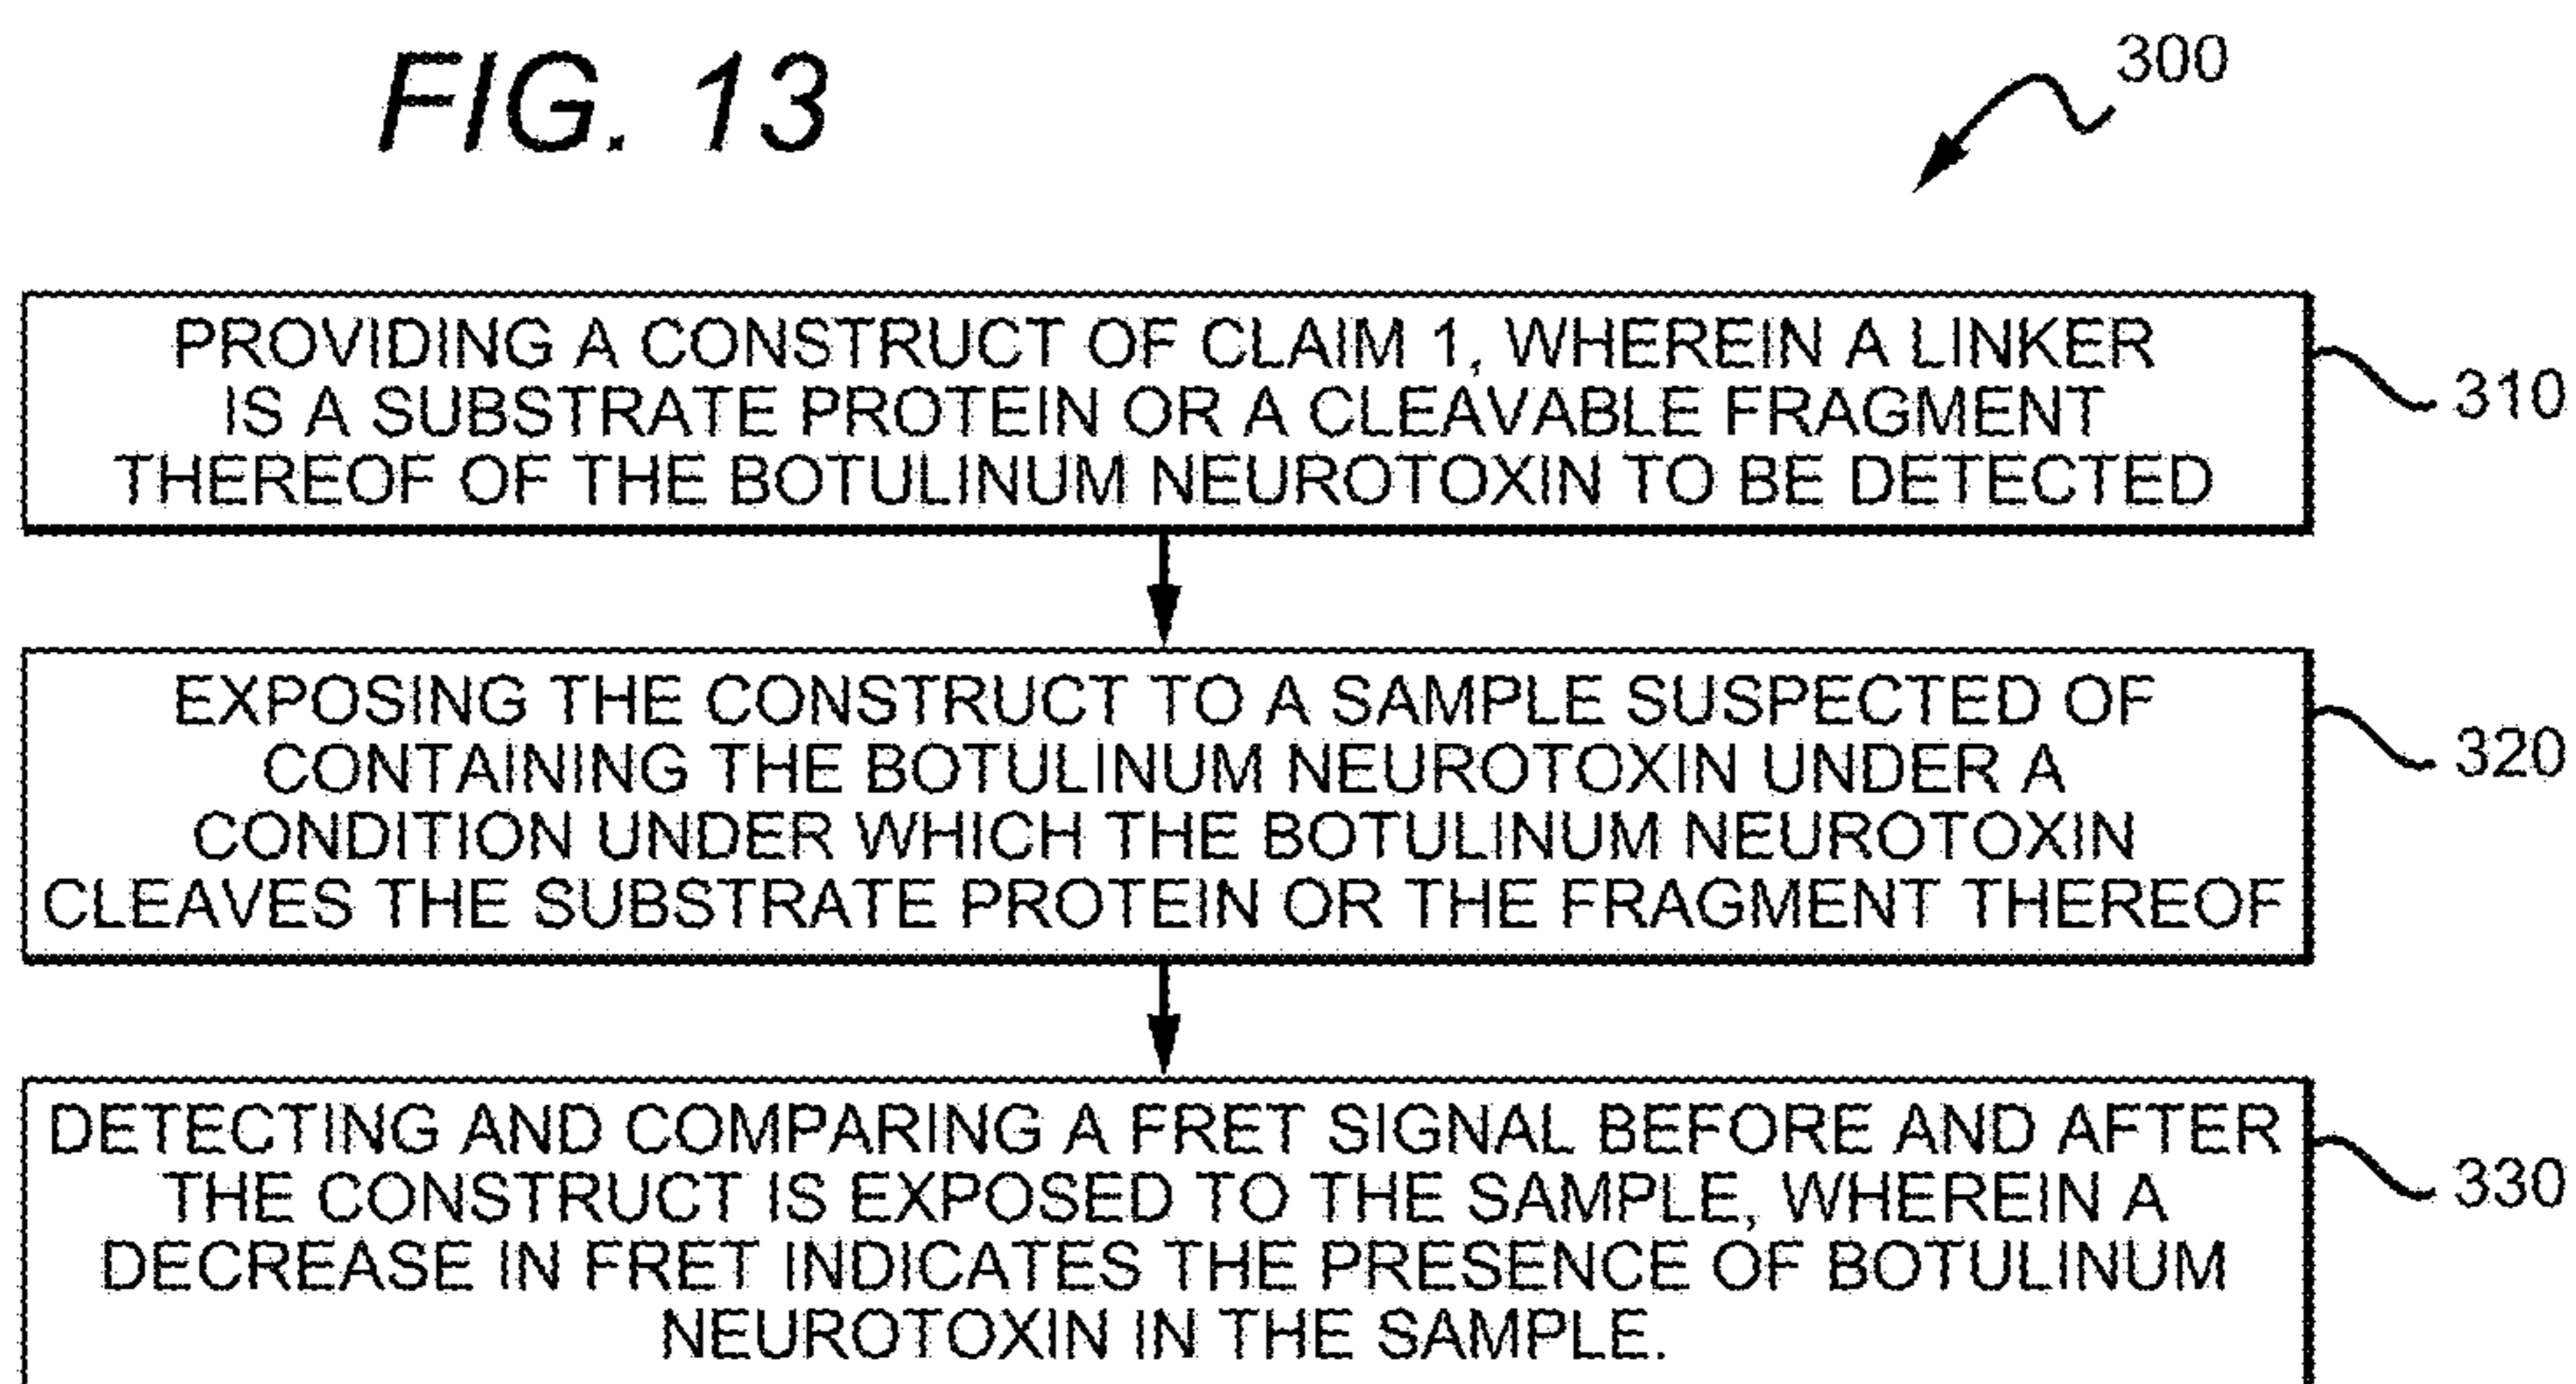 FIG. 13
300
PROVIDING A CONSTRUCT OF CLAIM 1, WHEREIN A LINKER
IS A SUBSTRATE PROTEIN OR A CLEAVABLE FRAGMENT
THEREOF OF THE BOTULINUM NEUROTOXIN TO BE DETECTED
310
EXPOSING THE CONSTRUCT TO A SAMPLE SUSPECTED OF
CONTAINING THE BOTULINUM NEUROTOXIN UNDER A
CONDITION UNDER WHICH THE BOTULINUM NEUROTOXIN
CLEAVES THE SUBSTRATE PROTEIN OR THE FRAGMENT THEREOF
320
DETECTING AND COMPARING A FRET SIGNAL BEFORE AND AFTER
THE CONSTRUCT IS EXPOSED TO THE SAMPLE, WHEREIN A
DECREASE IN FRET INDICATES THE PRESENCE OF BOTULINUM
NEUROTOXIN IN THE SAMPLE.
330